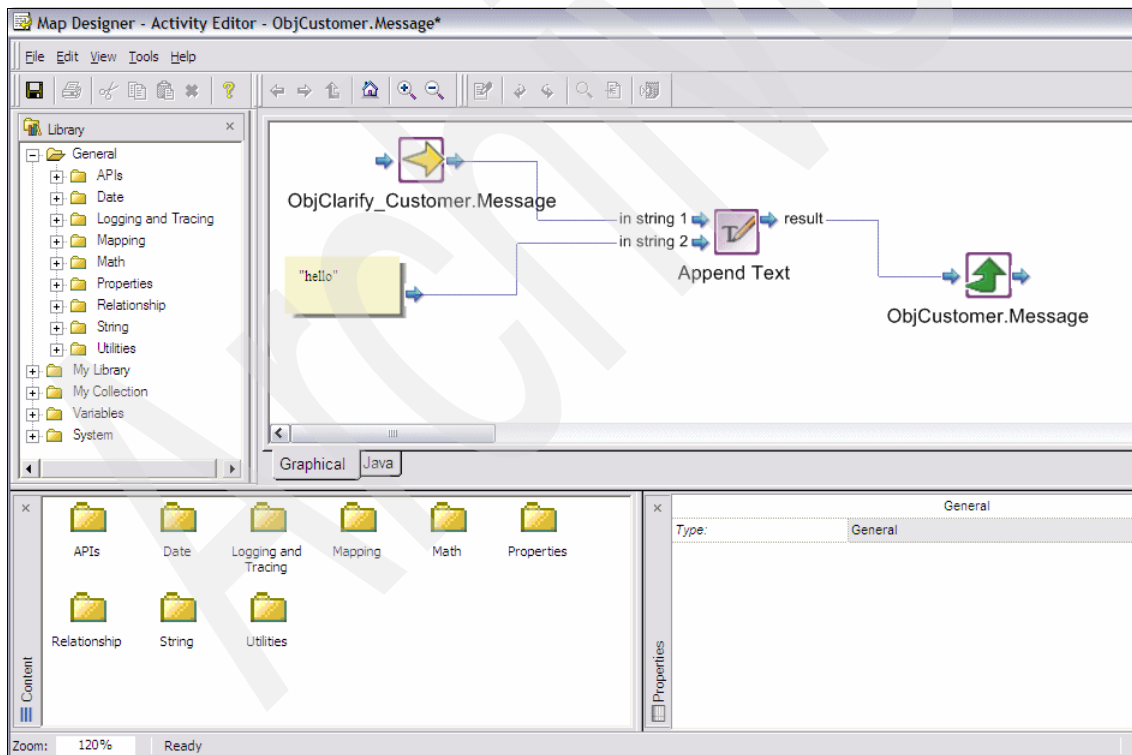 Map Designer - Activity Editor - ObjCustomer.Message*
File Edit View Tools Help
Library
General
APIs
Date
Logging and Tracing
Mapping
Math
Properties
Relationship
String
Utilities
My Library
My Collection
Variables
System
ObjClarify_Customer.Message
"hello"
in string 1
in string 2
result
Append Text
ObjCustomer.Message
Graphical Java
Content
APIs Date Logging and Tracing Mapping Math Properties
Relationship String Utilities
Properties
General
Type: General
Zoom: 120% Ready
Archived